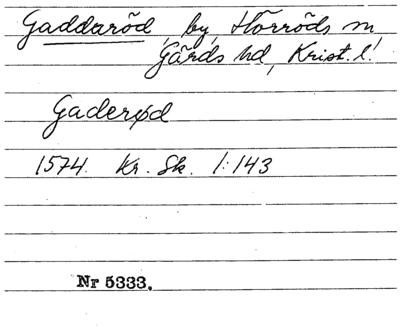 Gaddaröd, by, Hörröds sn,
Gärds hd, Krist. l.
Gaderød
1574. Kr. Sk. 1:143
Nr 5333.